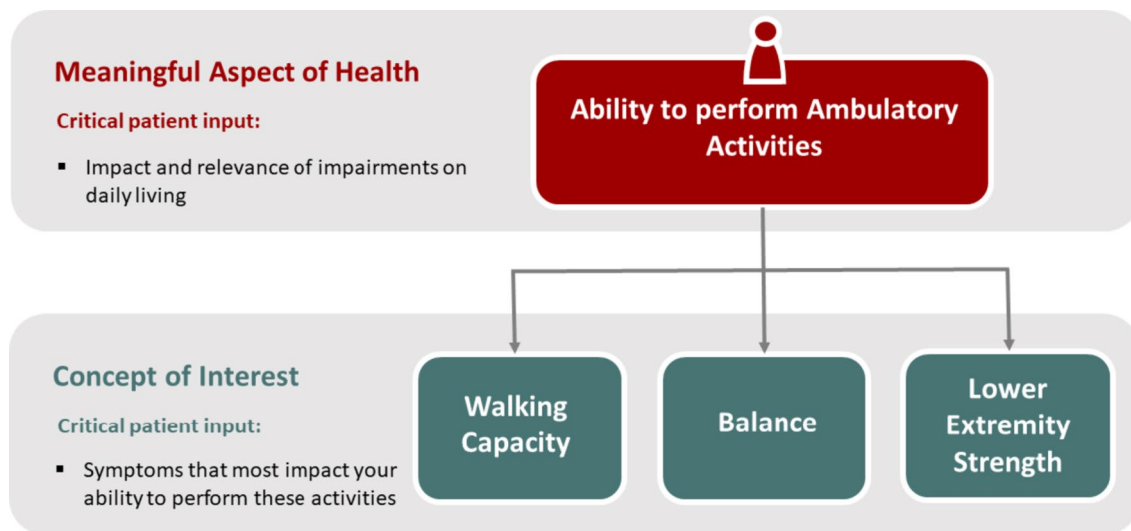 Meaningful Aspect of Health
Critical patient input:
▪ Impact and relevance of impairments on
daily living
Ability to perform Ambulatory
Activities
Concept of Interest
Critical patient input:
▪ Symptoms that most impact your
ability to perform these activities
Walking
Capacity
Balance
Lower
Extremity
Strength